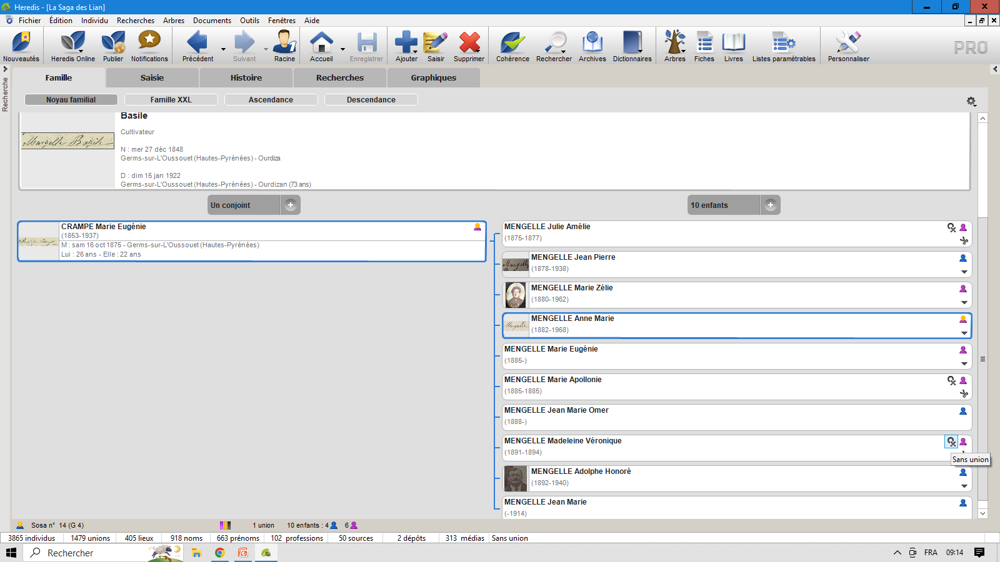 Heredis - [La Saga des Lian]
Fichier Édition Individu Recherches Arbres Documents Outils Fenêtres Aide
Nouveautés Heredis Online Publier Notifications Précédent Suivant Racine Accueil Enregistrer Ajouter Saisir Supprimer Cohérence Rechercher Archives Dictionnaires Arbres Fiches Livres Listes paramétrables Personnaliser PRO
Recherche
Famille Saisie Histoire Recherches Graphiques
Noyau familial Famille XXL Ascendance Descendance
Basile
Cultivateur
Mengelle Bazile
N : mer 27 déc 1848
Germs-sur-L'Oussouet (Hautes-Pyrénées) - Ourdiza
D : dim 15 jan 1922
Germs-sur-L'Oussouet (Hautes-Pyrénées) - Ourdizan (73 ans)
Un conjoint
10 enfants
CRAMPE Marie Eugénie
(1853-1937)
M : sam 16 oct 1875 - Germs-sur-L'Oussouet (Hautes-Pyrénées)
Lui : 26 ans - Elle : 22 ans
MENGELLE Julie Amélie
(1875-1877)
MENGELLE Jean Pierre
(1878-1938)
MENGELLE Marie Zélie
(1880-1962)
MENGELLE Anne Marie
(1882-1968)
MENGELLE Marie Eugénie
(1885-)
MENGELLE Marie Apollonie
(1885-1885)
MENGELLE Jean Marie Omer
(1888-)
MENGELLE Madeleine Véronique
(1891-1894)
Sans union
MENGELLE Adolphe Honoré
(1892-1940)
MENGELLE Jean Marie
(-1914)
Sosa n° 14 (G 4) 1 union 10 enfants : 4 6
3865 individus 1479 unions 405 lieux 918 noms 663 prénoms 102 professions 50 sources 2 dépôts 313 médias Sans union
Rechercher FRA 09:14